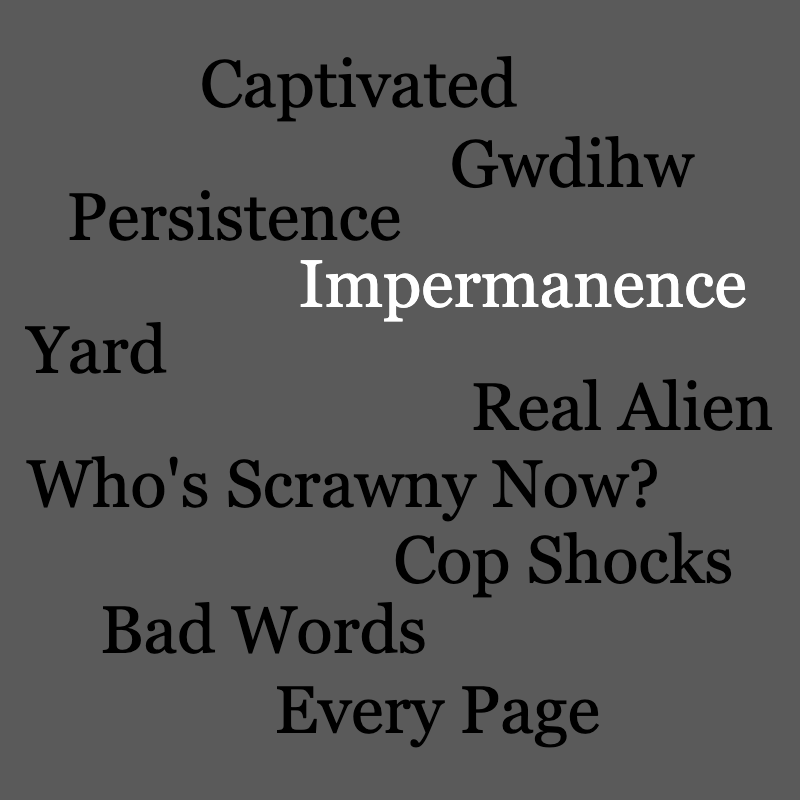 Captivated
Gwdihw
Persistence
Impermanence
Yard
Real Alien
Who's Scrawny Now?
Cop Shocks
Bad Words
Every Page